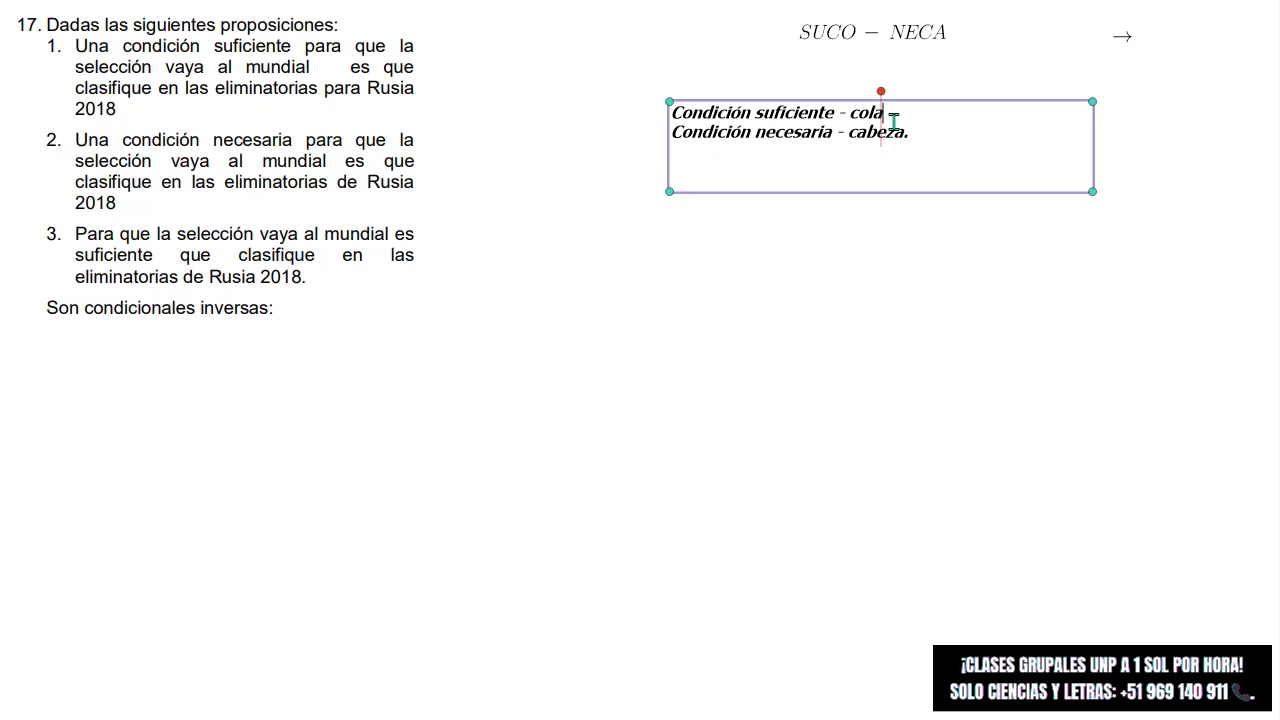 17. Dadas las siguientes proposiciones:
1. Una condición suficiente para que la
selección vaya al mundial es que
clasifique en las eliminatorias para Rusia
2018
2. Una condición necesaria para que la
selección vaya al mundial es que
clasifique en las eliminatorias de Rusia
2018
3. Para que la selección vaya al mundial es
suficiente que clasifique en las
eliminatorias de Rusia 2018.
Son condicionales inversas:
SUCO − NECA →
Condición suficiente - cola
Condición necesaria - cabeza.
¡CLASES GRUPALES UNP A 1 SOL POR HORA!
SOLO CIENCIAS Y LETRAS: +51 969 140 911 📞.